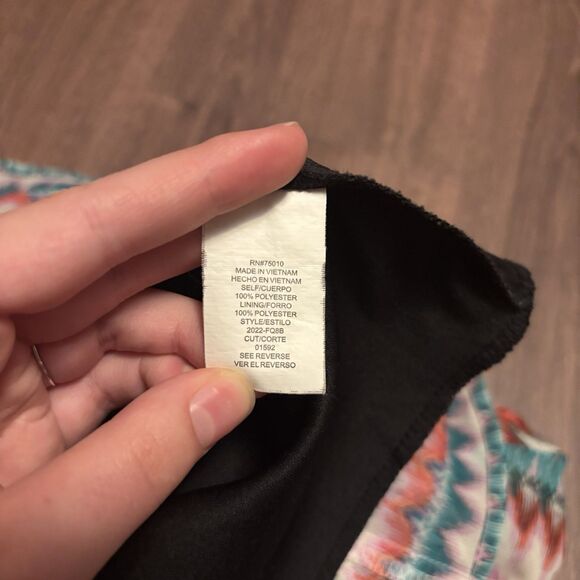 RN#75010
MADE IN VIETNAM
HECHO EN VIETNAM
SELF/CUERPO
100% POLYESTER
LINING/FORRO
100% POLYESTER
STYLE/ESTILO
2022-FQ8B
CUT/CORTE
01592
SEE REVERSE
VER EL REVERSO